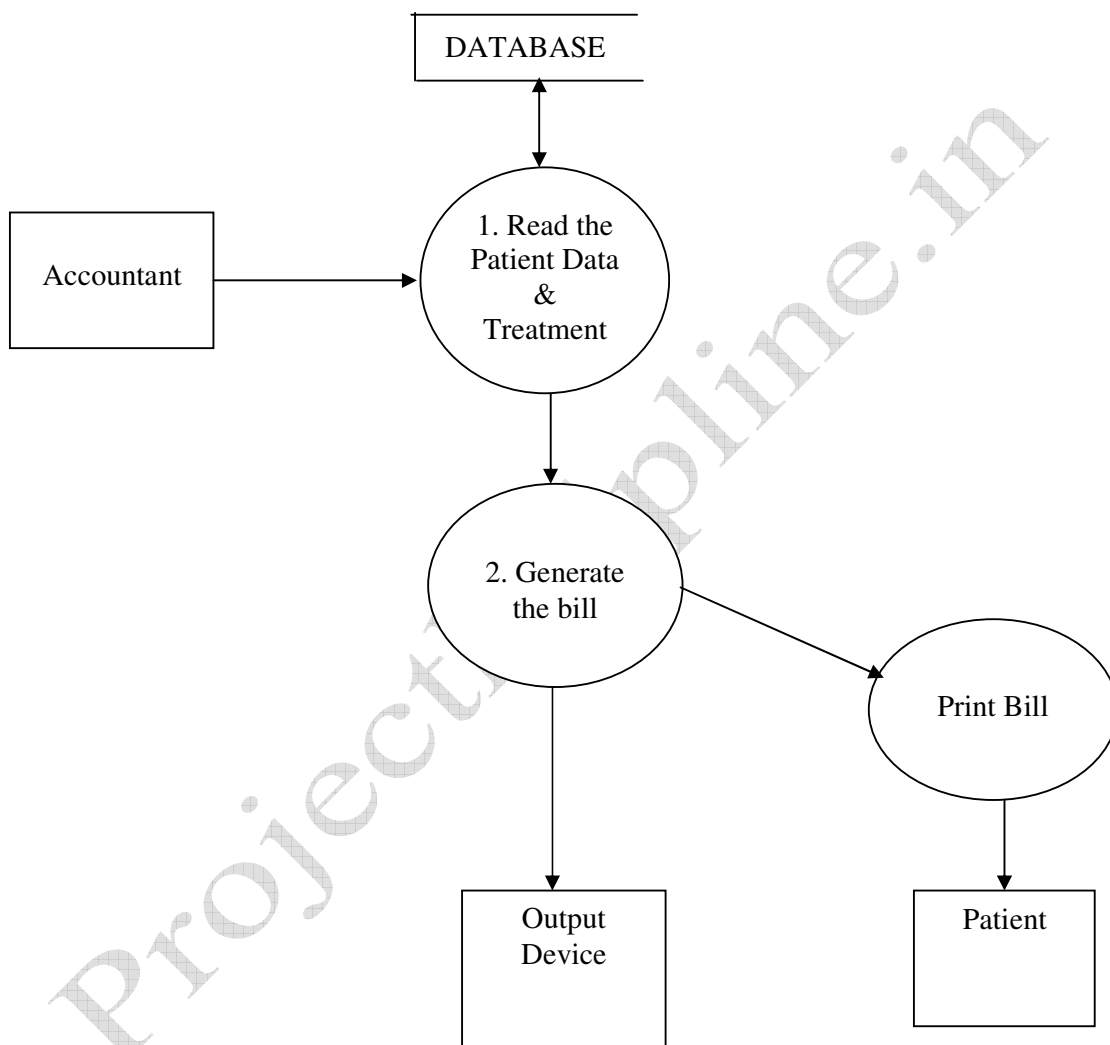 DATABASE
1. Read the
Patient Data
&
Treatment
Accountant
2. Generate
the bill
Print Bill
Output
Device
Patient